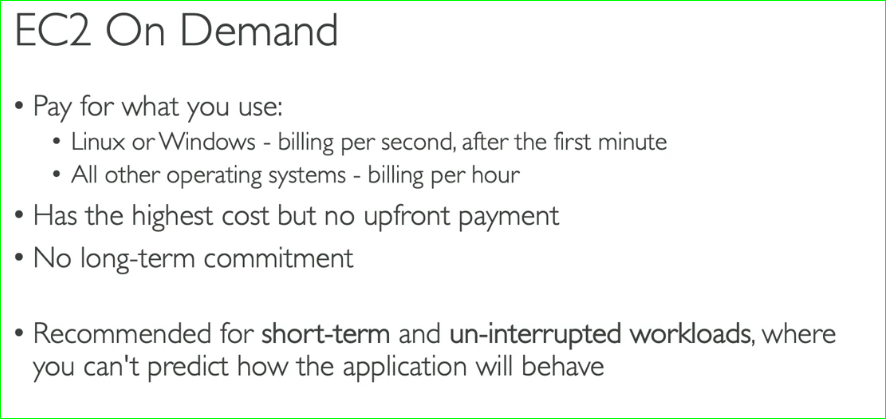 EC2 On Demand
• Pay for what you use:
• Linux or Windows - billing per second, after the first minute
• All other operating systems - billing per hour
• Has the highest cost but no upfront payment
• No long-term commitment
• Recommended for short-term and un-interrupted workloads, where
you can't predict how the application will behave